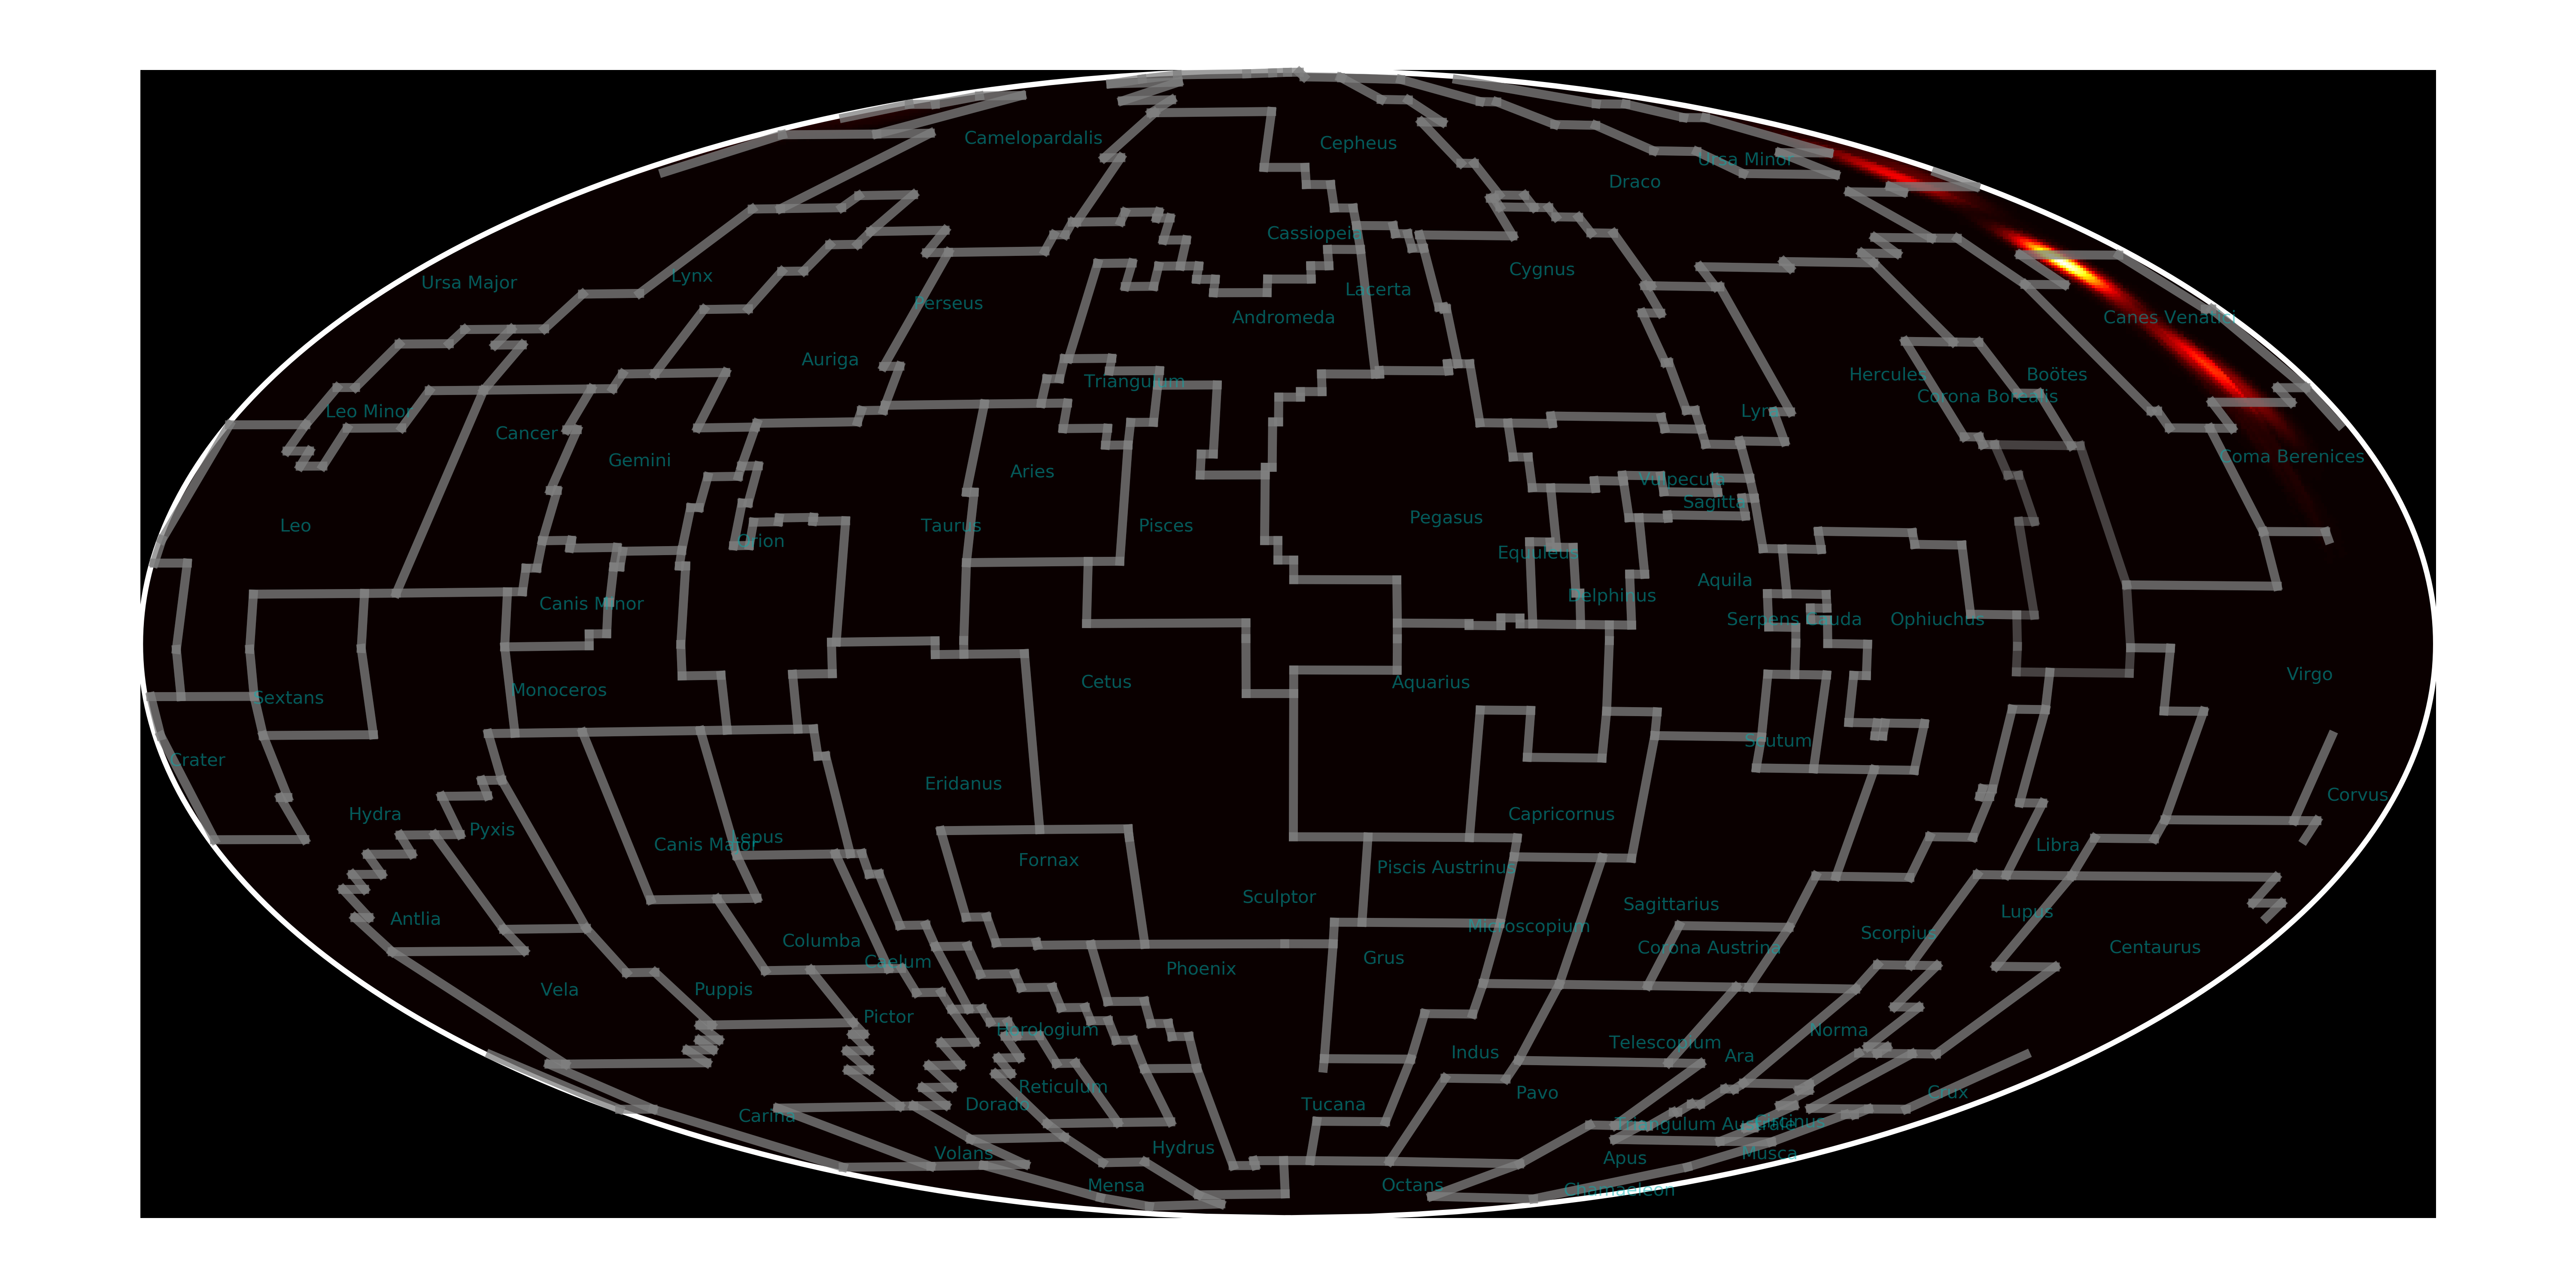 Camelopardalis
Cepheus
Ursa Minor
Draco
Cassiopeia
Cygnus
Lynx
Ursa Major
Lacerta
Perseus
Andromeda
Canes Venatici
Auriga
Hercules
Boötes
Triangulum
Corona Borealis
Leo Minor
Lyra
Cancer
Coma Berenices
Gemini
Aries
Vulpecula
Sagitta
Pegasus
Leo
Taurus
Pisces
Orion
Equuleus
Aquila
Delphinus
Canis Minor
Serpens Cauda
Ophiuchus
Virgo
Cetus
Aquarius
Monoceros
Sextans
Scutum
Crater
Eridanus
Corvus
Hydra
Capricornus
Pyxis
Lepus
Canis Major
Libra
Fornax
Piscis Austrinus
Sculptor
Sagittarius
Lupus
Antlia
Microscopium
Scorpius
Columba
Corona Austrina
Centaurus
Grus
Caelum
Phoenix
Vela
Puppis
Pictor
Horologium
Norma
Telescopium
Indus
Ara
Reticulum
Pavo
Crux
Dorado
Tucana
Carina
Circinus
Triangulum Australe
Hydrus
Volans
Musca
Apus
Mensa
Octans
Chamaeleon